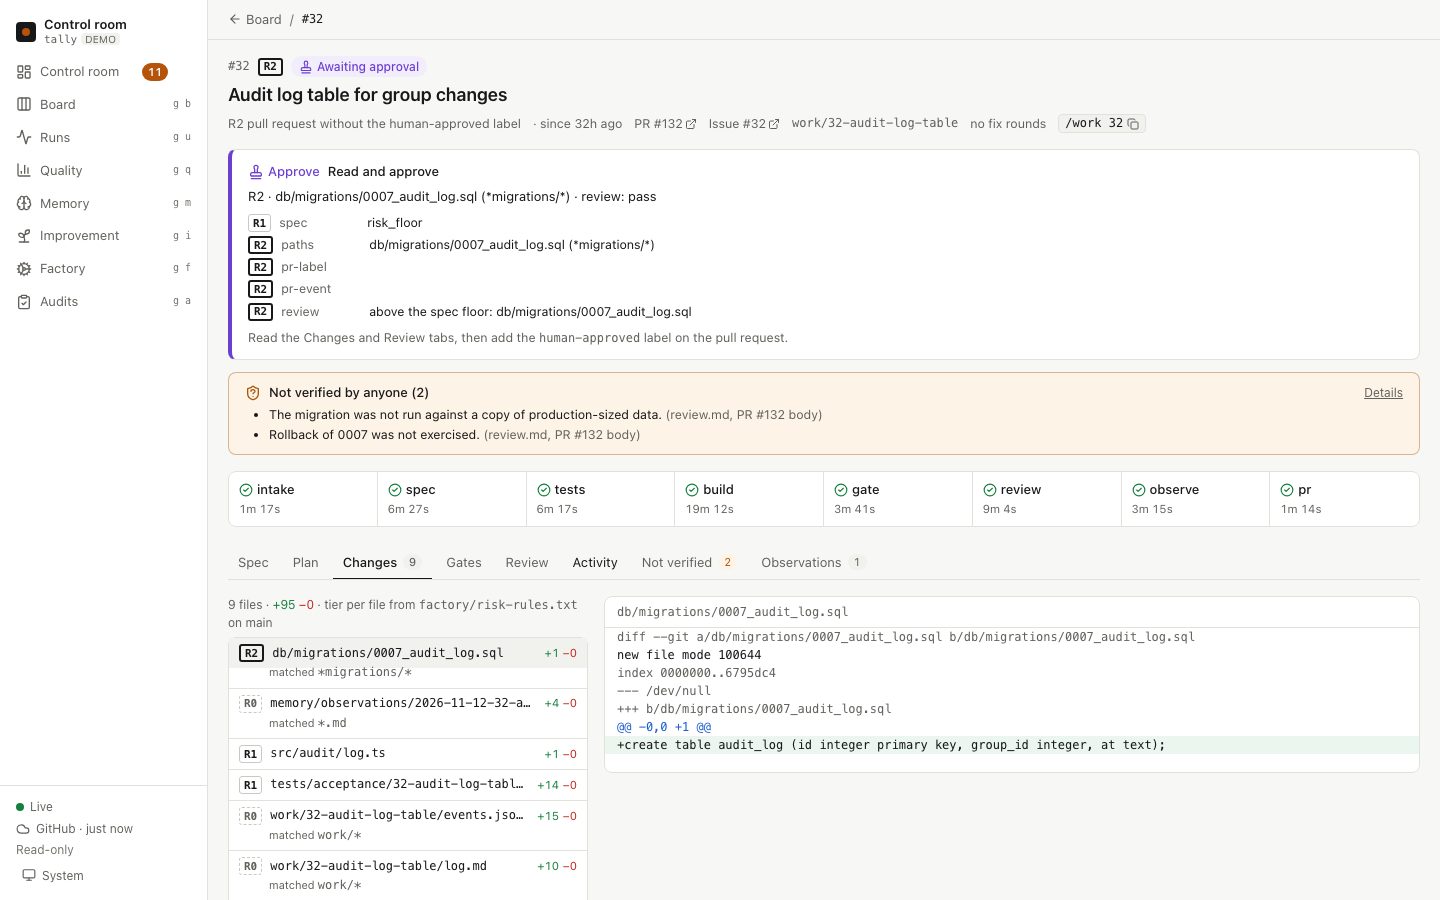 Control room
tally DEMO
Control room 11
Board g b
Runs g u
Quality g q
Memory g m
Improvement g i
Factory g f
Audits g a
Live
GitHub · just now
Read-only
System
Board / #32
#32 R2 Awaiting approval
Audit log table for group changes
R2 pull request without the human-approved label · since 32h ago PR #132 Issue #32 work/32-audit-log-table no fix rounds /work 32
Approve Read and approve
R2 · db/migrations/0007_audit_log.sql (*migrations/*) · review: pass
R1 spec risk_floor
R2 paths db/migrations/0007_audit_log.sql (*migrations/*)
R2 pr-label
R2 pr-event
R2 review above the spec floor: db/migrations/0007_audit_log.sql
Read the Changes and Review tabs, then add the human-approved label on the pull request.
Not verified by anyone (2) Details
• The migration was not run against a copy of production-sized data. (review.md, PR #132 body)
• Rollback of 0007 was not exercised. (review.md, PR #132 body)
intake spec tests build gate review observe pr
1m 17s 6m 27s 6m 17s 19m 12s 3m 41s 9m 4s 3m 15s 1m 14s
Spec Plan Changes 9 Gates Review Activity Not verified 2 Observations 1
9 files · +95 −0 · tier per file from factory/risk-rules.txt
on main
R2 db/migrations/0007_audit_log.sql +1 −0
matched *migrations/*
R0 memory/observations/2026-11-12-32-a… +4 −0
matched *.md
R1 src/audit/log.ts +1 −0
R1 tests/acceptance/32-audit-log-tabl… +14 −0
R0 work/32-audit-log-table/events.jso… +15 −0
matched work/*
R0 work/32-audit-log-table/log.md +10 −0
matched work/*
db/migrations/0007_audit_log.sql
diff --git a/db/migrations/0007_audit_log.sql b/db/migrations/0007_audit_log.sql
new file mode 100644
index 0000000..6795dc4
--- /dev/null
+++ b/db/migrations/0007_audit_log.sql
@@ -0,0 +1 @@
+create table audit_log (id integer primary key, group_id integer, at text);